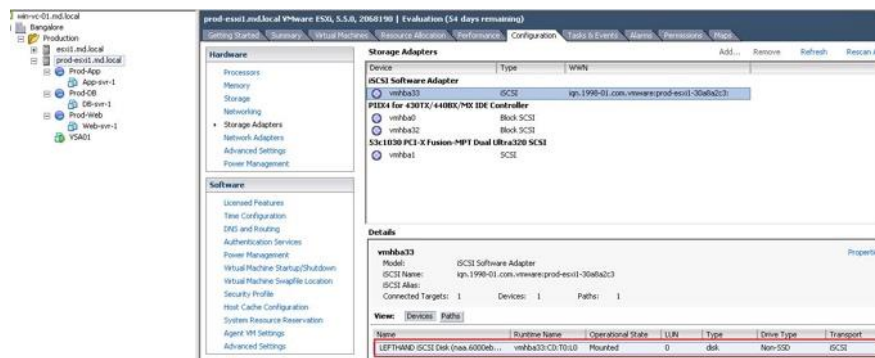 win-vc-01.md.local
Bangalore
Production
esxi1.md.local
prod-esxi1.md.local
Prod-App
App-svr-1
Prod-DB
DB-svr-1
Prod-Web
Web-svr-1
VSA01
prod-esxi1.md.local VMware ESXi, 5.5.0, 2068190 | Evaluation (54 days remaining)
Getting Started Summary Virtual Machines Resource Allocation Performance Configuration Tasks & Events Alarms Permissions Maps
Hardware
Processors
Memory
Storage
Networking
Storage Adapters
Network Adapters
Advanced Settings
Power Management
Software
Licensed Features
Time Configuration
DNS and Routing
Authentication Services
Power Management
Virtual Machine Startup/Shutdown
Virtual Machine Swapfile Location
Security Profile
Host Cache Configuration
System Resource Reservation
Agent VM Settings
Advanced Settings
Storage Adapters Add... Remove Refresh Rescan A
Device Type WWN
iSCSI Software Adapter
vmhba33 iSCSI iqn.1998-01.com.vmware:prod-esxi1-30a8a2c3:
PIIX4 for 430TX/440BX/MX IDE Controller
vmhba0 Block SCSI
vmhba32 Block SCSI
53c1030 PCI-X Fusion-MPT Dual Ultra320 SCSI
vmhba1 SCSI
Details
vmhba33 Properti
Model: iSCSI Software Adapter
iSCSI Name: iqn.1998-01.com.vmware:prod-esxi1-30a8a2c3
iSCSI Alias:
Connected Targets: 1 Devices: 1 Paths: 1
View: Devices Paths
Name Runtime Name Operational State LUN Type Drive Type Transport
LEFTHAND iSCSI Disk (naa.6000eb... vmhba33:C0:T0:L0 Mounted 0 disk Non-SSD iSCSI